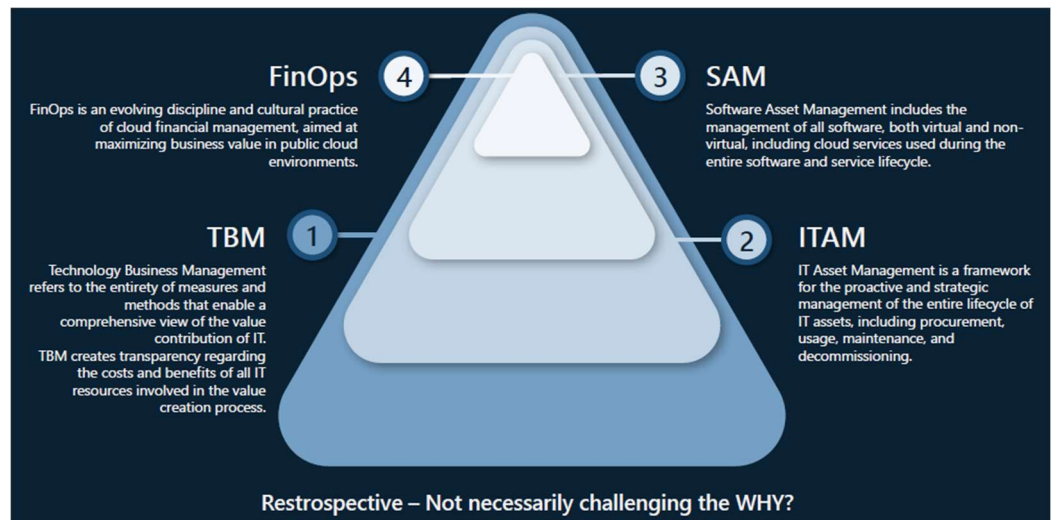 FinOps
4
FinOps is an evolving discipline and cultural practice
of cloud financial management, aimed at
maximizing business value in public cloud
environments.
3
SAM
Software Asset Management includes the
management of all software, both virtual and non-
virtual, including cloud services used during the
entire software and service lifecycle.
TBM
1
Technology Business Management
refers to the entirety of measures and
methods that enable a
comprehensive view of the value
contribution of IT.
TBM creates transparency regarding
the costs and benefits of all IT
resources involved in the value
creation process.
2
ITAM
IT Asset Management is a framework
for the proactive and strategic
management of the entire lifecycle of
IT assets, including procurement,
usage, maintenance, and
decommissioning.
Restrospective – Not necessarily challenging the WHY?